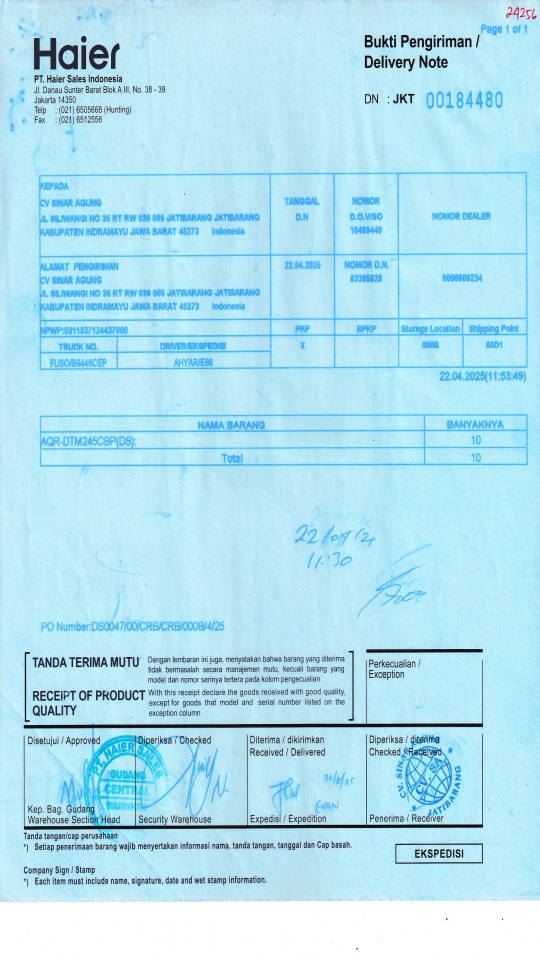 24256
Page 1 of 1
Haier
Bukti Pengiriman /
Delivery Note
PT. Haier Sales Indonesia
Jl. Danau Sunter Barat Blok A III, No. 38 - 39
Jakarta 14350
Telp : (021) 6505668 (Hunting)
Fax : (021) 6512556
DN : JKT 00184480
KEPADA
CV SINAR AGUNG
JL SILIWANGI NO 35 RT RW 039 005 JATIBARANG JATIBARANG
KABUPATEN INDRAMAYU JAWA BARAT 45273 Indonesia
TANGGAL
D.N
NOMOR
D.O./SO
10489440
NOMOR DEALER
ALAMAT PENGIRIMAN
CV SINAR AGUNG
JL SILIWANGI NO 35 RT RW 039 005 JATIBARANG JATIBARANG
KABUPATEN INDRAMAYU JAWA BARAT 45273 Indonesia
22.04.2025
NOMOR D.N.
83385828
6000600234
NPWP:0311837124437000
PKP
BPKP
Storage Location
Shipping Point
TRUCK NO.
DRIVER/EKSPEDISI
X
000B
65D1
FUSO/B9446CEP
22.04.2025(11:53:49)
NAMA BARANG
BANYAKNYA
AQR-DTM245CBP(DS):
10
Total
10
11.30
PO Number:DS0047/00/CRB/CRB/000B/4/25
TANDA TERIMA MUTU
Dengan lembaran ini juga, menyatakan bahwa barang yang diterima
tidak bermasalah secara manajemen mutu, kecuali barang yang
model dan nomor serinya tertera pada kolom pengecualian
RECEIPT OF PRODUCT
QUALITY
With this receipt declare the goods received with good quality,
except for goods that model and serial number listed on the
exception column
Perkecualian /
Exception
Disetujui / Approved
Diperiksa / Checked
Diterima / dikirimkan
Received / Delivered
Diperiksa / diterima
Checked / Received
PT. HAIER SALES
GUDANG
CENTRAL
CV. SA
JATIBARANG
EVAN
Kep. Bag. Gudang
Warehouse Section Head
Security Warehouse
Expedisi / Expedition
Penerima / Receiver
Tanda tangan/cap perusahaan
*) Setiap penerimaan barang wajib menyertakan informasi nama, tanda tangan, tanggal dan Cap basah.
EKSPEDISI
Company Sign / Stamp
*) Each item must include name, signature, date and wet stamp information.